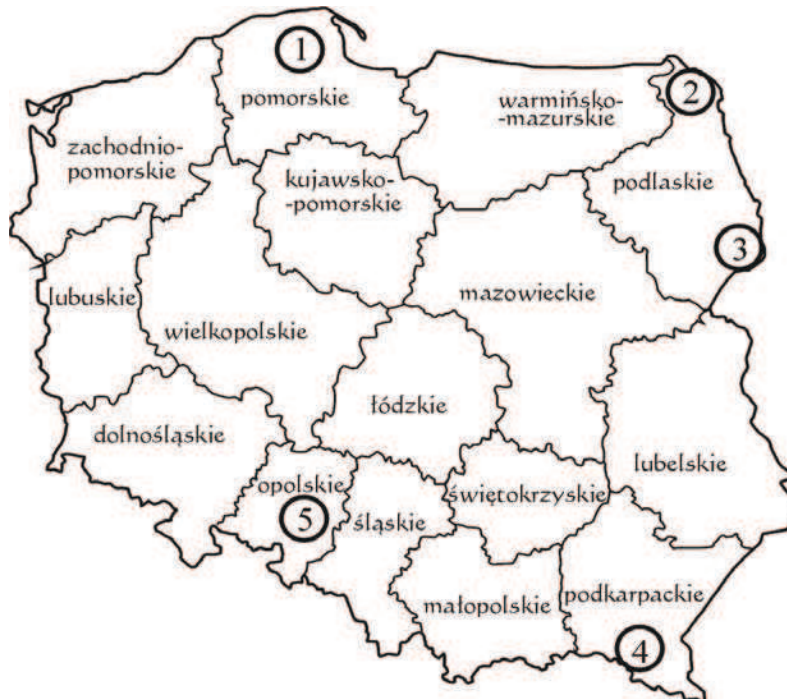 1
pomorskie
2
warmińsko-
-mazurskie
zachodnio-
pomorskie
kujawsko-
-pomorskie
podlaskie
3
lubuskie
mazowieckie
wielkopolskie
łódzkie
dolnośląskie
lubelskie
opolskie
świętokrzyskie
5
śląskie
małopolskie
podkarpackie
4